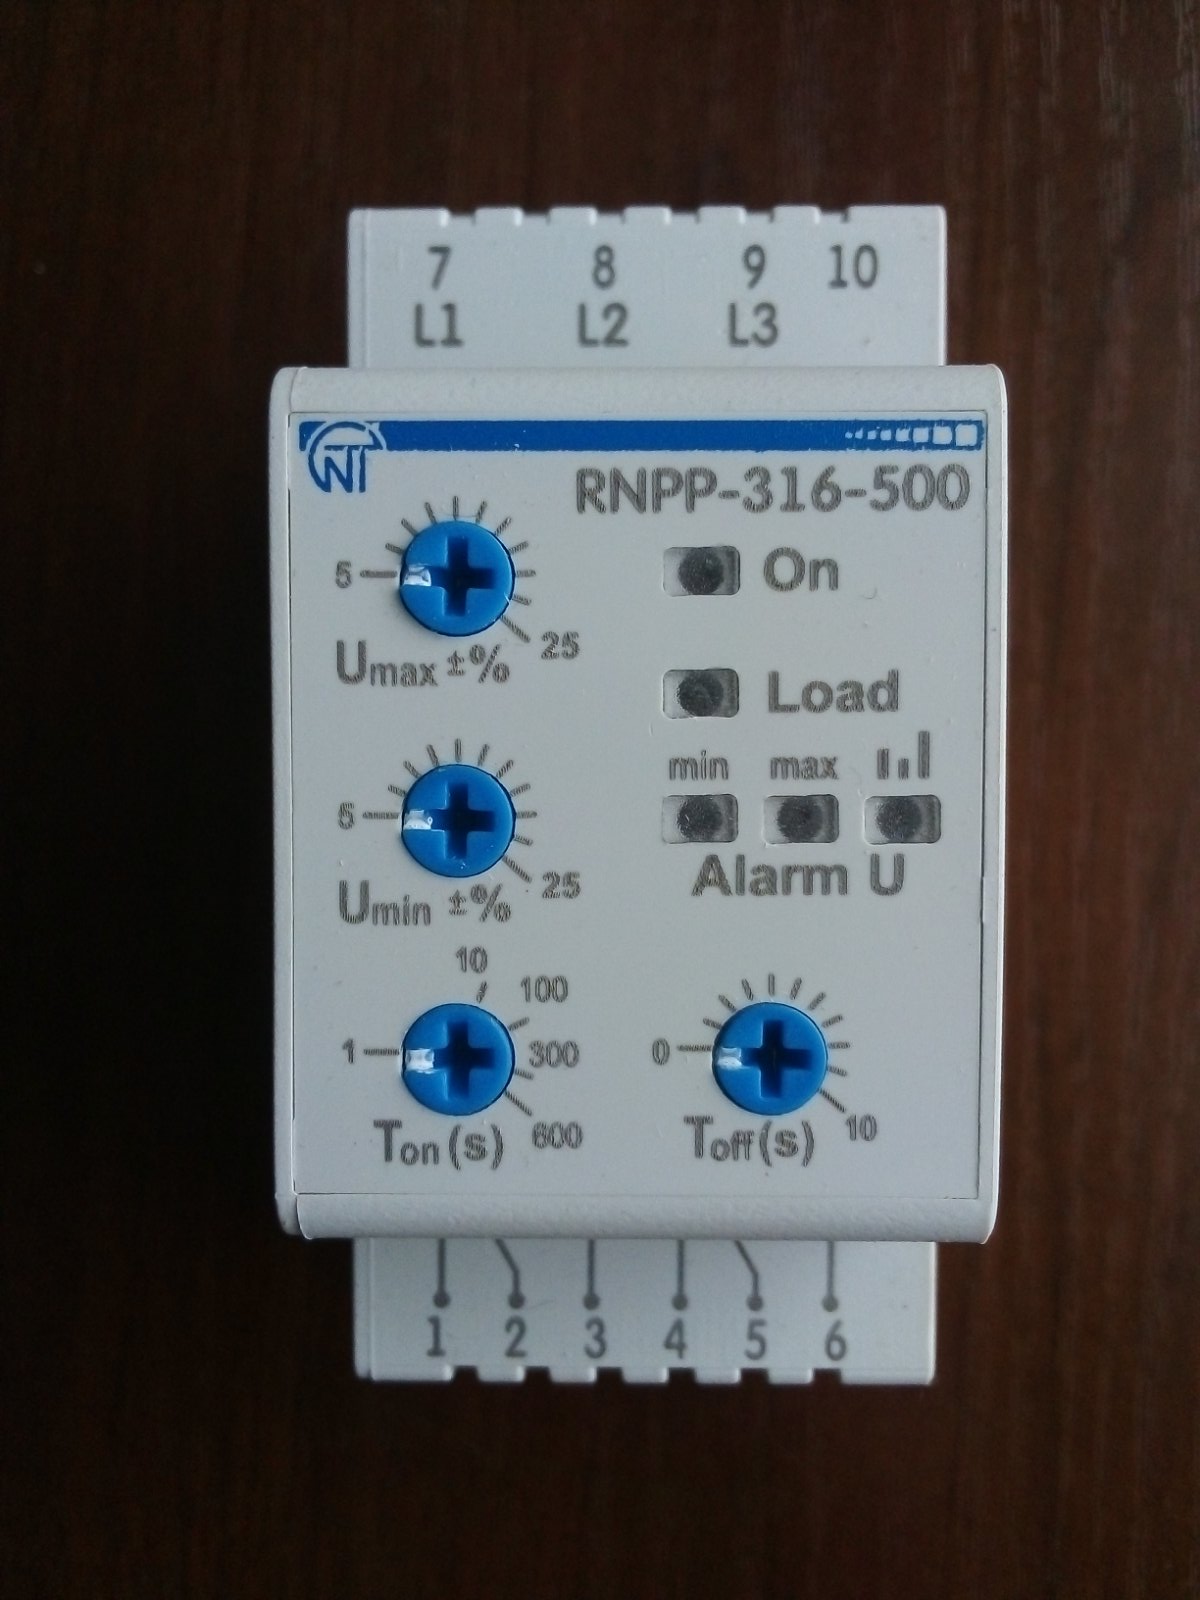 7 8 9 10
L1 L2 L3
NT
RNPP-316-500
5 25
Umax ±%
On
Load
5 25
Umin ±%
min max
Alarm U
1 10 100 300 600
Ton (s)
0 10
Toff (s)
1 2 3 4 5 6